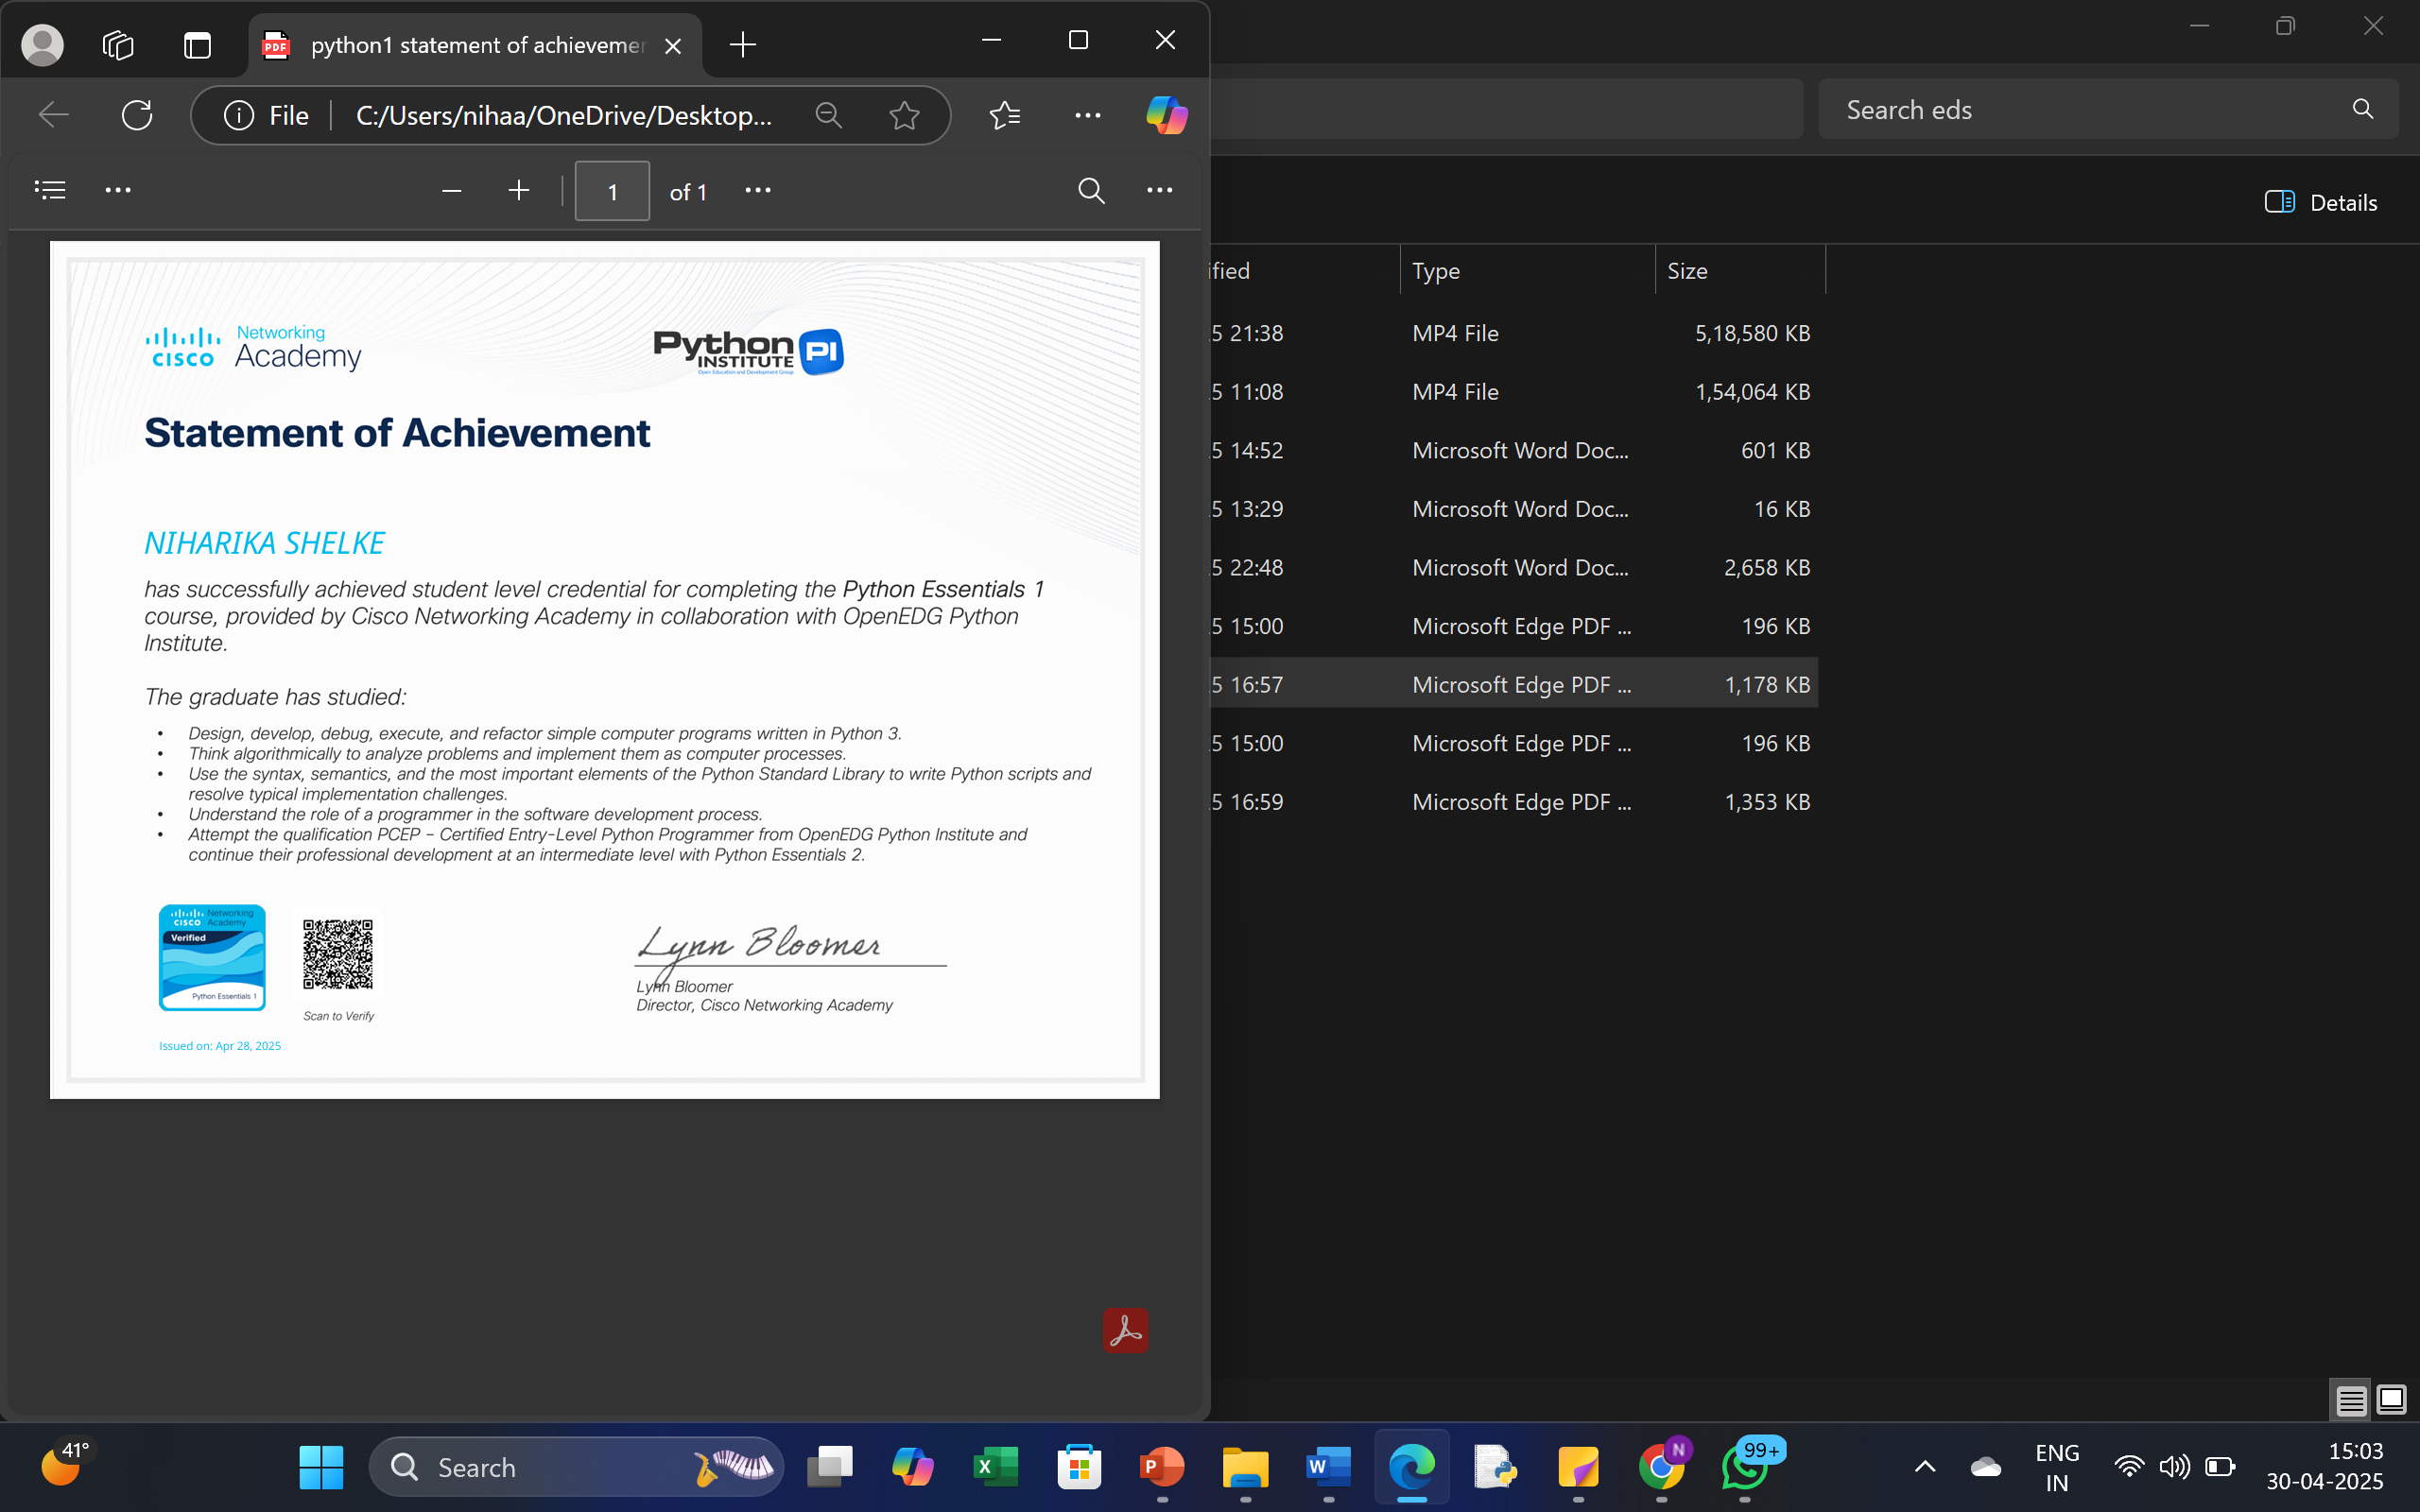 python1 statement of achievemen
File
C:/Users/nihaa/OneDrive/Desktop...
1 of 1
Networking
Academy
CISCO
Python
INSTITUTE
PI
Open Education and Development Group
Statement of Achievement
NIHARIKA SHELKE
has successfully achieved student level credential for completing the Python Essentials 1
course, provided by Cisco Networking Academy in collaboration with OpenEDG Python
Institute.
The graduate has studied:
• Design, develop, debug, execute, and refactor simple computer programs written in Python 3.
• Think algorithmically to analyze problems and implement them as computer processes.
• Use the syntax, semantics, and the most important elements of the Python Standard Library to write Python scripts and
resolve typical implementation challenges.
• Understand the role of a programmer in the software development process.
• Attempt the qualification PCEP – Certified Entry-Level Python Programmer from OpenEDG Python Institute and
continue their professional development at an intermediate level with Python Essentials 2.
CISCO Networking Academy
Verified
Python Essentials 1
Scan to Verify
Lynn Bloomer
Lynn Bloomer
Director, Cisco Networking Academy
Issued on: Apr 28, 2025
Search eds
Details
ified Type Size
5 21:38 MP4 File 5,18,580 KB
5 11:08 MP4 File 1,54,064 KB
5 14:52 Microsoft Word Doc... 601 KB
5 13:29 Microsoft Word Doc... 16 KB
5 22:48 Microsoft Word Doc... 2,658 KB
5 15:00 Microsoft Edge PDF ... 196 KB
5 16:57 Microsoft Edge PDF ... 1,178 KB
5 15:00 Microsoft Edge PDF ... 196 KB
5 16:59 Microsoft Edge PDF ... 1,353 KB
41°
Search
99+
ENG
IN
15:03
30-04-2025